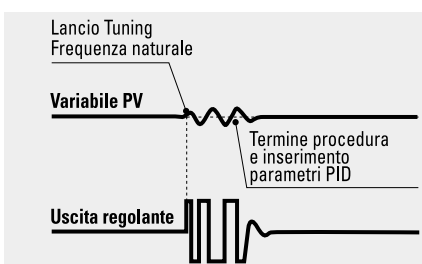 Lancio Tuning
Frequenza naturale
Variabile PV
Termine procedura
e inserimento
parametri PID
Uscita regolante